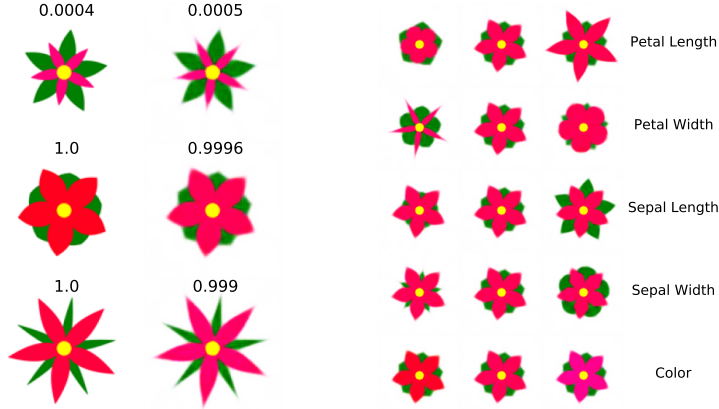 0.0004 0.0005
1.0 0.9996
1.0 0.999
Petal Length
Petal Width
Sepal Length
Sepal Width
Color